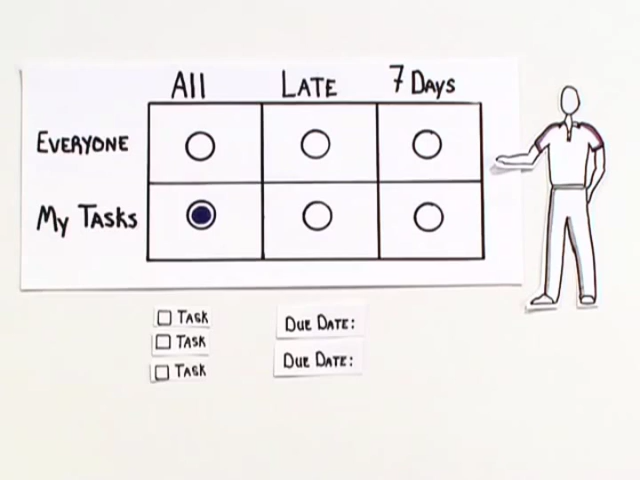 All LATE 7 DAYS
EVERYONE
My TASKS
TASK DUE DATE:
TASK
DUE DATE:
TASK